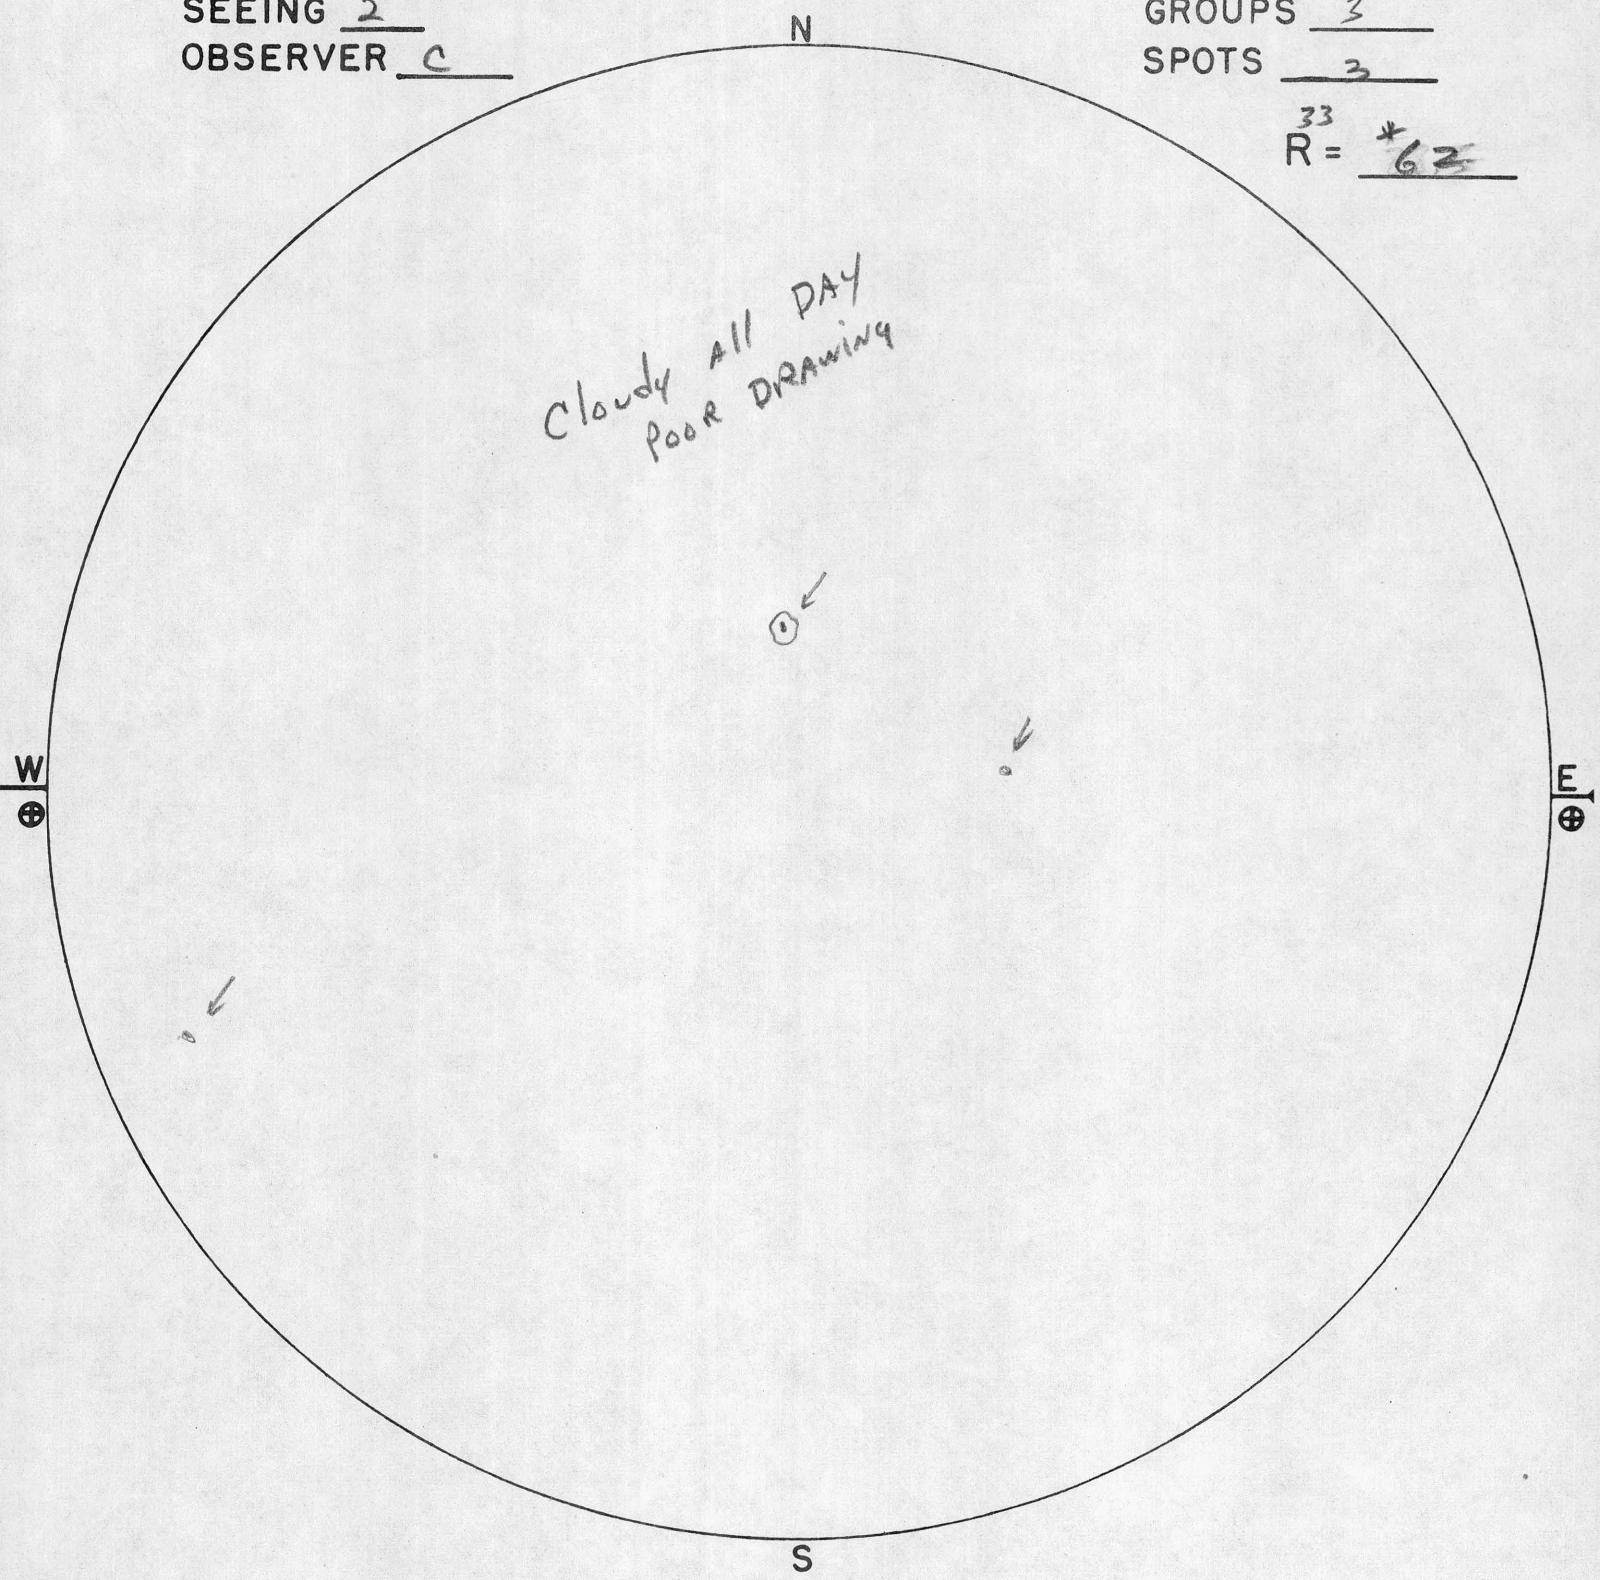 SEEING 2
GROUPS 3
OBSERVER C
SPOTS 3
N
33
R = *62
Cloudy All DAY
POOR DRAWING
W
E
S